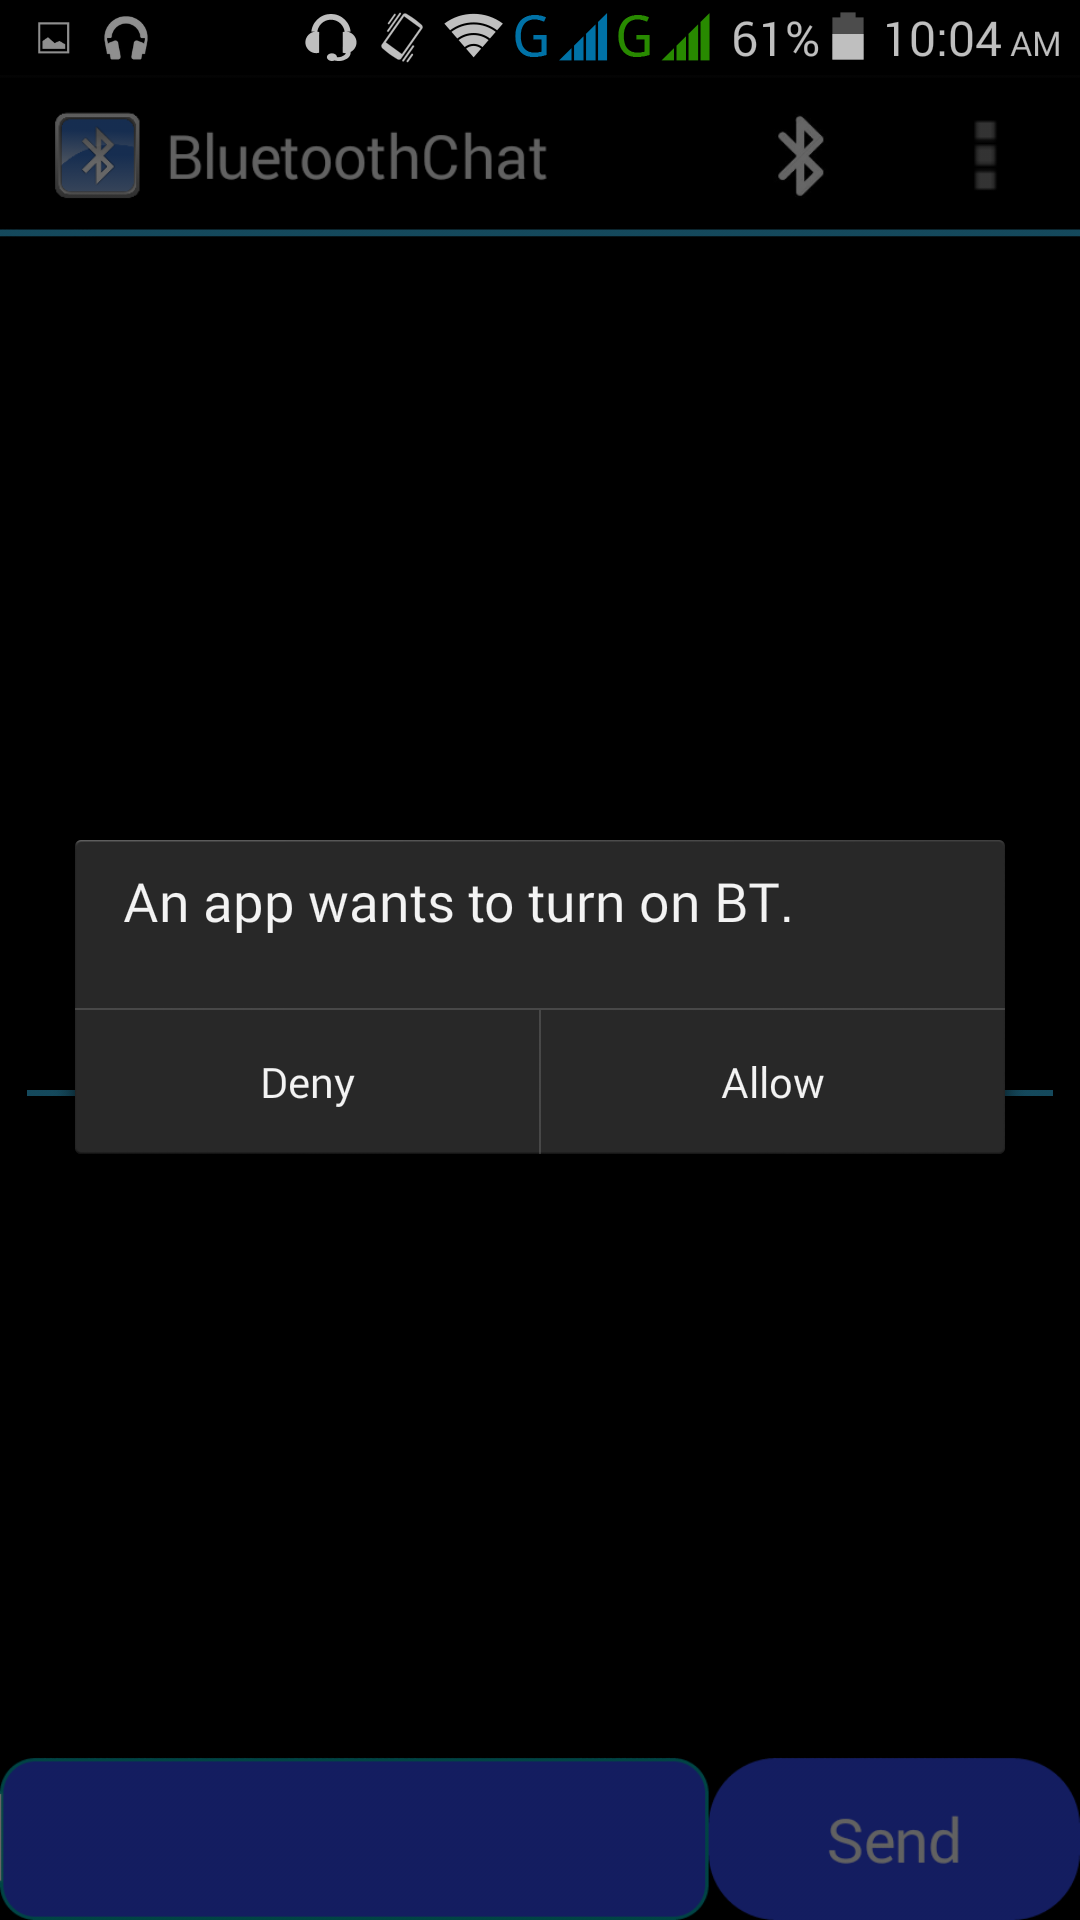 G G 61% 10:04 AM
BluetoothChat
An app wants to turn on BT.
Deny Allow
Send